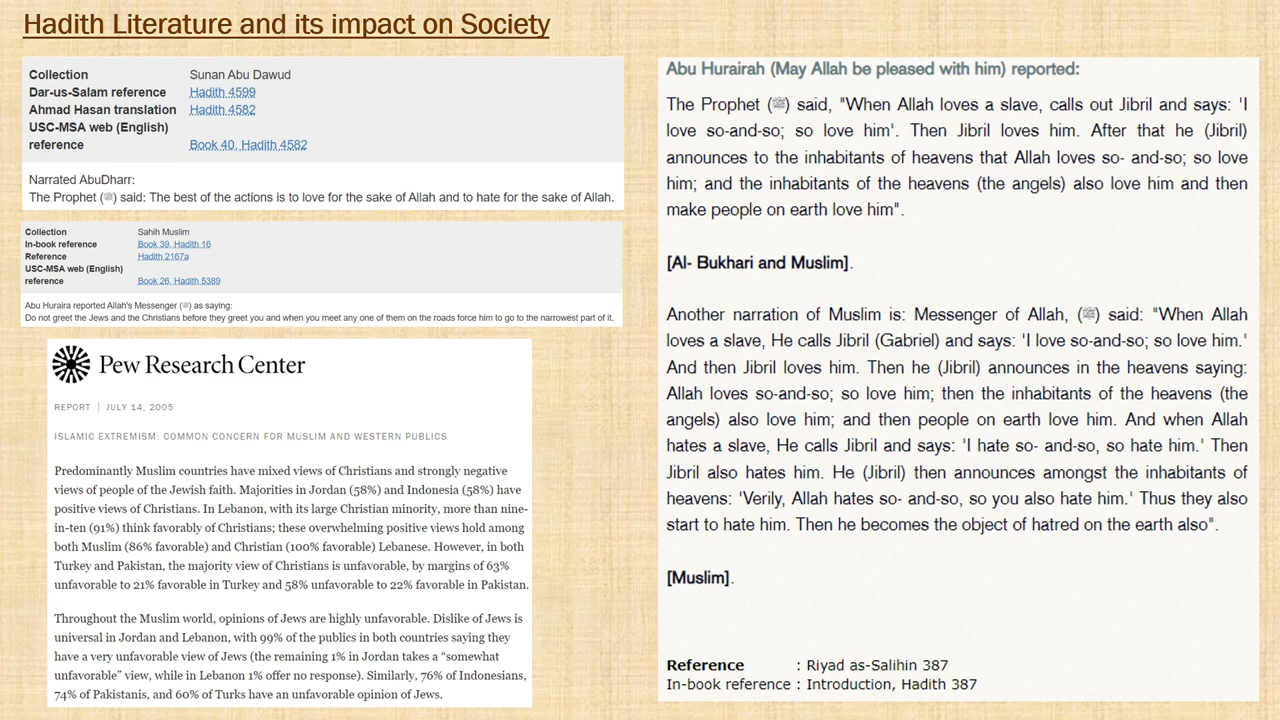 Hadith Literature and its impact on Society
Collection Sunan Abu Dawud
Dar-us-Salam reference Hadith 4599
Ahmad Hasan translation Hadith 4582
USC-MSA web (English)
reference Book 40, Hadith 4582
Narrated AbuDharr:
The Prophet (ﷺ) said: The best of the actions is to love for the sake of Allah and to hate for the sake of Allah.
Collection Sahih Muslim
In-book reference Book 39, Hadith 16
Reference Hadith 2167a
USC-MSA web (English)
reference Book 26, Hadith 5389
Abu Huraira reported Allah's Messenger (ﷺ) as saying:
Do not greet the Jews and the Christians before they greet you and when you meet any one of them on the roads force him to go to the narrowest part of it.
Pew Research Center
REPORT | JULY 14, 2005
ISLAMIC EXTREMISM: COMMON CONCERN FOR MUSLIM AND WESTERN PUBLICS
Predominantly Muslim countries have mixed views of Christians and strongly negative
views of people of the Jewish faith. Majorities in Jordan (58%) and Indonesia (58%) have
positive views of Christians. In Lebanon, with its large Christian minority, more than nine-
in-ten (91%) think favorably of Christians; these overwhelming positive views hold among
both Muslim (86% favorable) and Christian (100% favorable) Lebanese. However, in both
Turkey and Pakistan, the majority view of Christians is unfavorable, by margins of 63%
unfavorable to 21% favorable in Turkey and 58% unfavorable to 22% favorable in Pakistan.
Throughout the Muslim world, opinions of Jews are highly unfavorable. Dislike of Jews is
universal in Jordan and Lebanon, with 99% of the publics in both countries saying they
have a very unfavorable view of Jews (the remaining 1% in Jordan takes a “somewhat
unfavorable” view, while in Lebanon 1% offer no response). Similarly, 76% of Indonesians,
74% of Pakistanis, and 60% of Turks have an unfavorable opinion of Jews.
Abu Hurairah (May Allah be pleased with him) reported:
The Prophet (ﷺ) said, "When Allah loves a slave, calls out Jibril and says: 'I
love so-and-so; so love him'. Then Jibril loves him. After that he (Jibril)
announces to the inhabitants of heavens that Allah loves so- and-so; so love
him; and the inhabitants of the heavens (the angels) also love him and then
make people on earth love him".
[Al- Bukhari and Muslim].
Another narration of Muslim is: Messenger of Allah, (ﷺ) said: "When Allah
loves a slave, He calls Jibril (Gabriel) and says: 'I love so-and-so; so love him.'
And then Jibril loves him. Then he (Jibril) announces in the heavens saying:
Allah loves so-and-so; so love him; then the inhabitants of the heavens (the
angels) also love him; and then people on earth love him. And when Allah
hates a slave, He calls Jibril and says: 'I hate so- and-so, so hate him.' Then
Jibril also hates him. He (Jibril) then announces amongst the inhabitants of
heavens: 'Verily, Allah hates so- and-so, so you also hate him.' Thus they also
start to hate him. Then he becomes the object of hatred on the earth also".
[Muslim].
Reference : Riyad as-Salihin 387
In-book reference : Introduction, Hadith 387